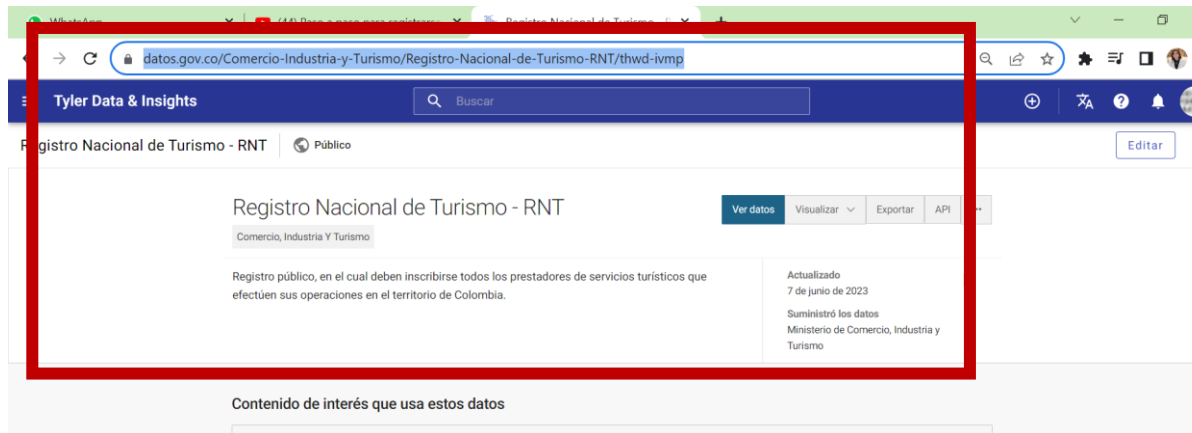 WhatsApp
(44) Paso a paso para registrarse
Registro Nacional de Turismo -
datos.gov.co/Comercio-Industria-y-Turismo/Registro-Nacional-de-Turismo-RNT/thwd-ivmp
Tyler Data & Insights
Buscar
Registro Nacional de Turismo - RNT
Público
Editar
Registro Nacional de Turismo - RNT
Ver datos
Visualizar
Exportar
API
Comercio, Industria Y Turismo
Registro público, en el cual deben inscribirse todos los prestadores de servicios turísticos que
efectúen sus operaciones en el territorio de Colombia.
Actualizado
7 de junio de 2023
Suministró los datos
Ministerio de Comercio, Industria y
Turismo
Contenido de interés que usa estos datos